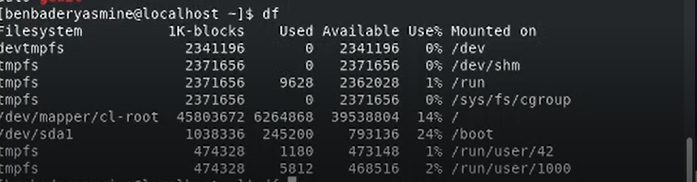 [benbaderyasmine@localhost ~]$ df
Filesystem 1K-blocks Used Available Use% Mounted on
devtmpfs 2341196 0 2341196 0% /dev
tmpfs 2371656 0 2371656 0% /dev/shm
tmpfs 2371656 9628 2362028 1% /run
tmpfs 2371656 0 2371656 0% /sys/fs/cgroup
/dev/mapper/cl-root 45803672 6264868 39538804 14% /
/dev/sda1 1038336 245200 793136 24% /boot
tmpfs 474328 1180 473148 1% /run/user/42
tmpfs 474328 5812 468516 2% /run/user/1000